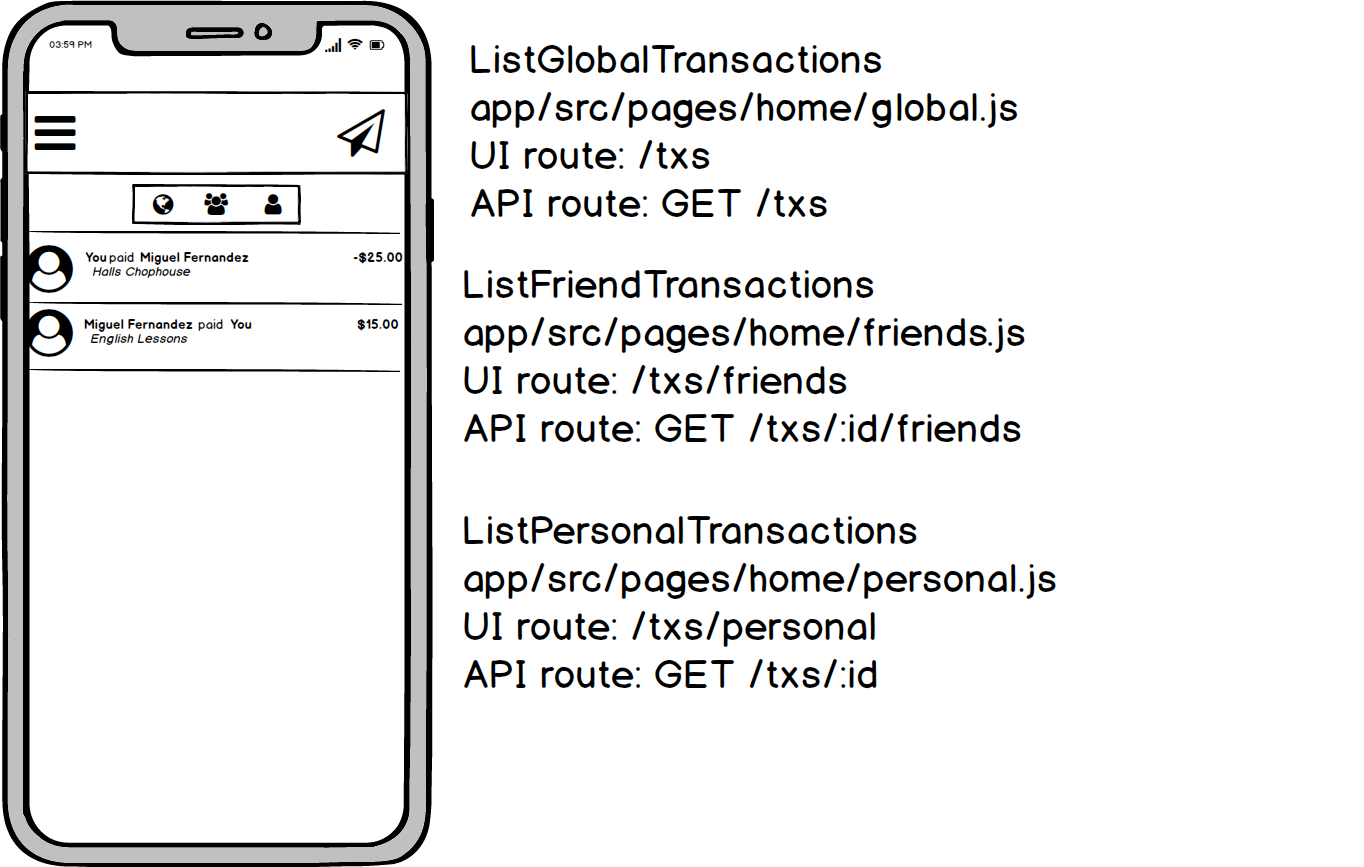 03:59 PM
You paid Miguel Fernandez -$25.00
Halls Chophouse
Miguel Fernandez paid You $15.00
English Lessons
ListGlobalTransactions
app/src/pages/home/global.js
UI route: /txs
API route: GET /txs
ListFriendTransactions
app/src/pages/home/friends.js
UI route: /txs/friends
API route: GET /txs/:id/friends
ListPersonalTransactions
app/src/pages/home/personal.js
UI route: /txs/personal
API route: GET /txs/:id